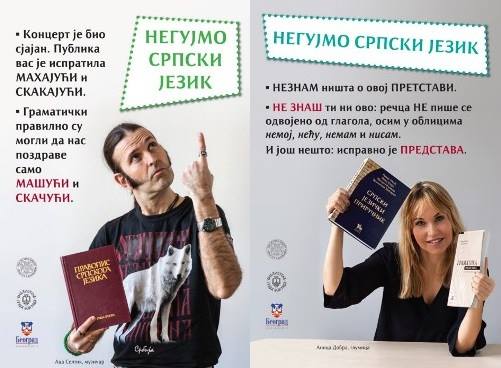 НЕГУЈМО
СРПСКИ
ЈЕЗИК
• Концерт је био
сјајан. Публика
вас је испратила
МАХАЈУЋИ и
СКАКАЈУЋИ.
• Граматички
правилно су
могли да нас
поздраве
само
МАШУЋИ и
СКАЧУЋИ.
ПРАВОПИС
СРПСКОГА
ЈЕЗИКА
Србија
Београд
Аца Селтик, музичар
НЕГУЈМО СРПСКИ ЈЕЗИК
• НЕЗНАМ ништа о овој ПРЕТСТАВИ.
• НЕ ЗНАШ ти ни ово: речца НЕ пише се
одвојено од глагола, осим у облицима
немој, нећу, немам и нисам.
И још нешто: исправно је ПРЕДСТАВА.
СРПСКИ
ЈЕЗИЧКИ
ПРИРУЧНИК
Београд
Аница Добра, глумица